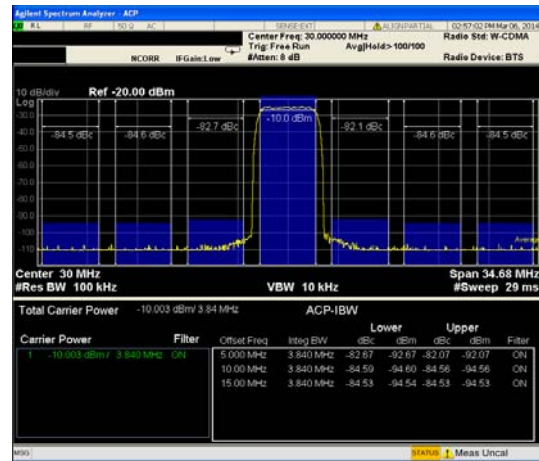 Agilent Spectrum Analyzer - ACP
RL RF 50 Ω AC SENSE:EXT ALIGN PARTIAL 02:57:02 PM Mar 06, 2014
Center Freq: 30.000000 MHz Radio Std: W-CDMA
Trig: Free Run Avg|Hold:>100/100
NCORR IFGain:Low #Atten: 8 dB Radio Device: BTS
10 dB/div Ref -20.00 dBm
Log
-30.0
-10.0 dBm
-84.5 dBc -84.6 dBc -82.7 dBc -92.1 dBc -84.6 dBc -84.5 dBc
-50.0
-60.0
-70.0
-80.0
-90.0
-100
Average
-110
Center 30 MHz Span 34.68 MHz
#Res BW 100 kHz VBW 10 kHz #Sweep 29 ms
Total Carrier Power -10.003 dBm/ 3.84 MHz ACP-IBW
Lower Upper
Carrier Power Filter Offset Freq Integ BW dBc dBm dBc dBm Filter
1 -10.003 dBm / 3.840 MHz ON 5.000 MHz 3.840 MHz -82.67 -92.67 -82.07 -92.07 ON
10.00 MHz 3.840 MHz -84.59 -94.60 -84.56 -94.56 ON
15.00 MHz 3.840 MHz -84.53 -94.54 -84.53 -94.53 ON
MSG STATUS Meas Uncal